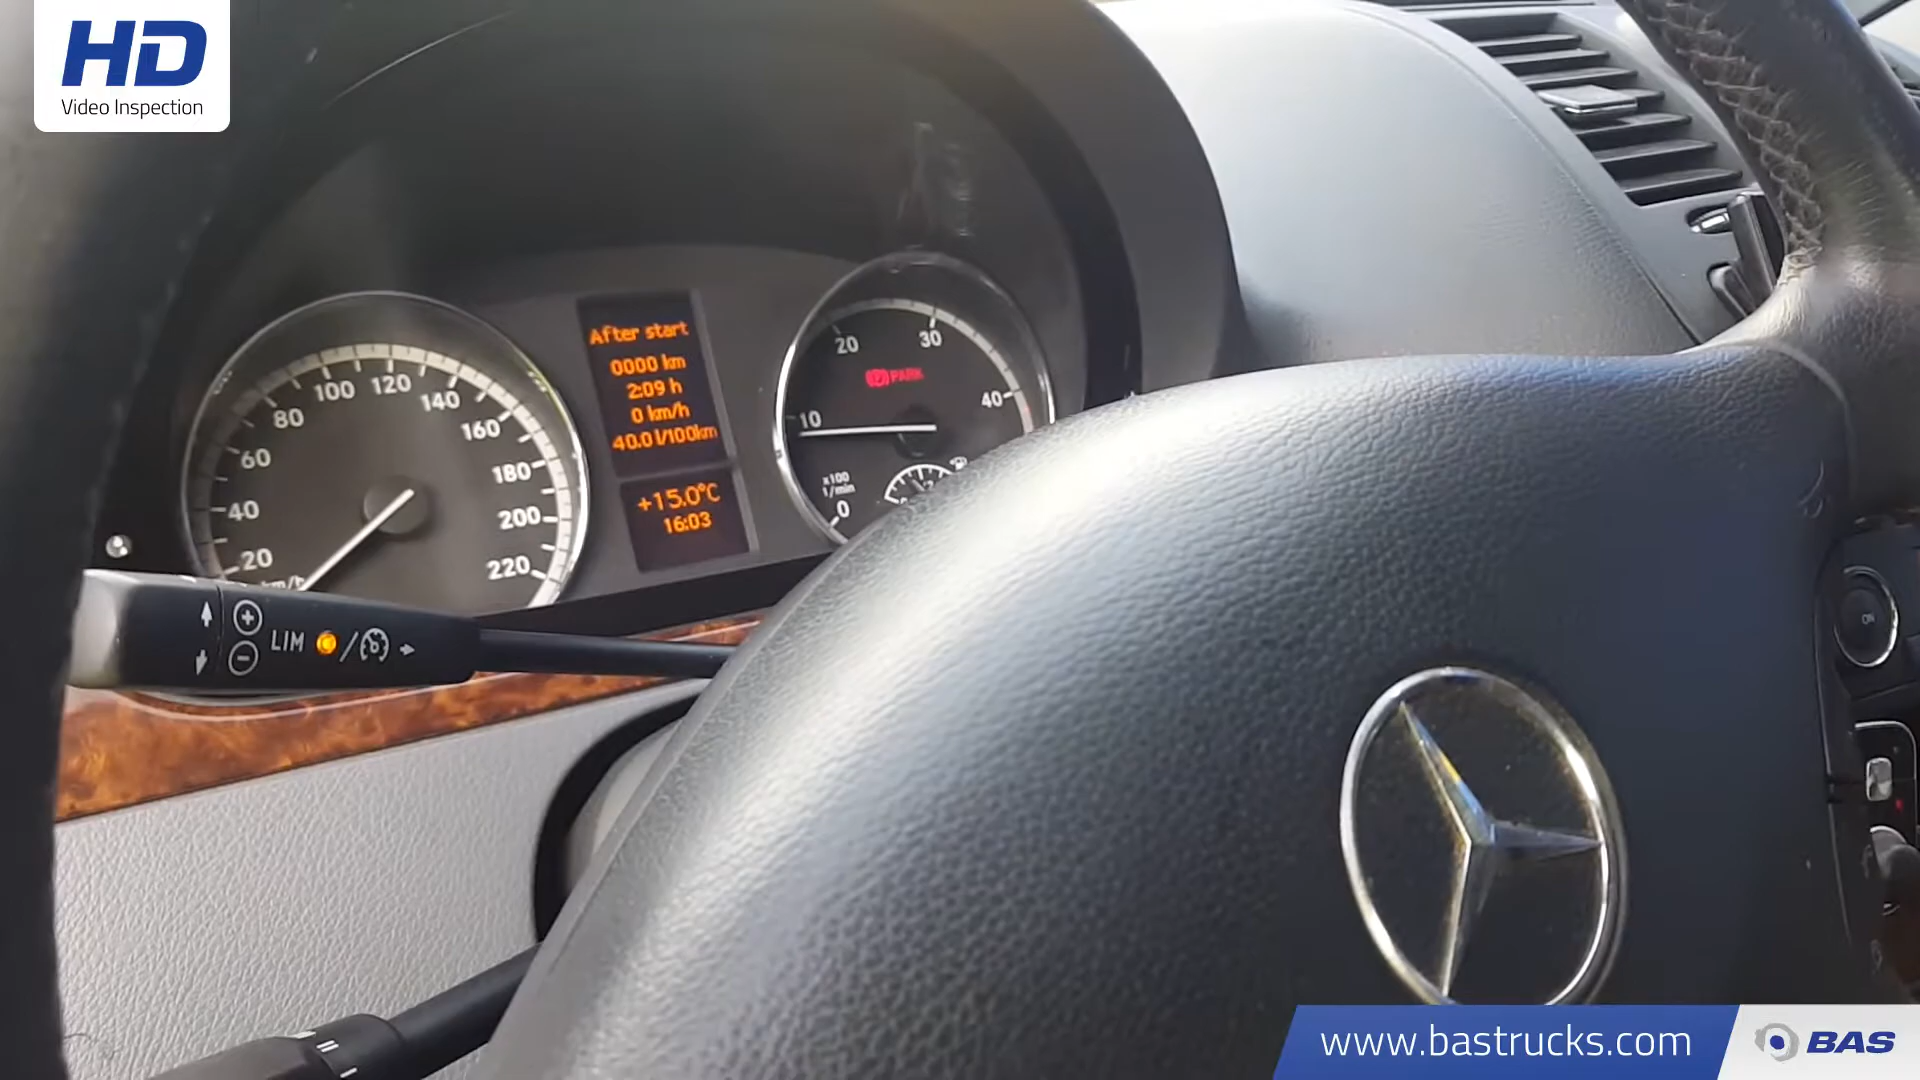 HD
Video Inspection
After start
0000 km
2:09 h
0 km/h
40.0 l/100km
+15.0°C
16:03
20
40
60
80
100
120
140
160
180
200
220
km/h
0
10
20
30
40
PARK
x100
1/min
LIM
ON
www.bastrucks.com
BAS